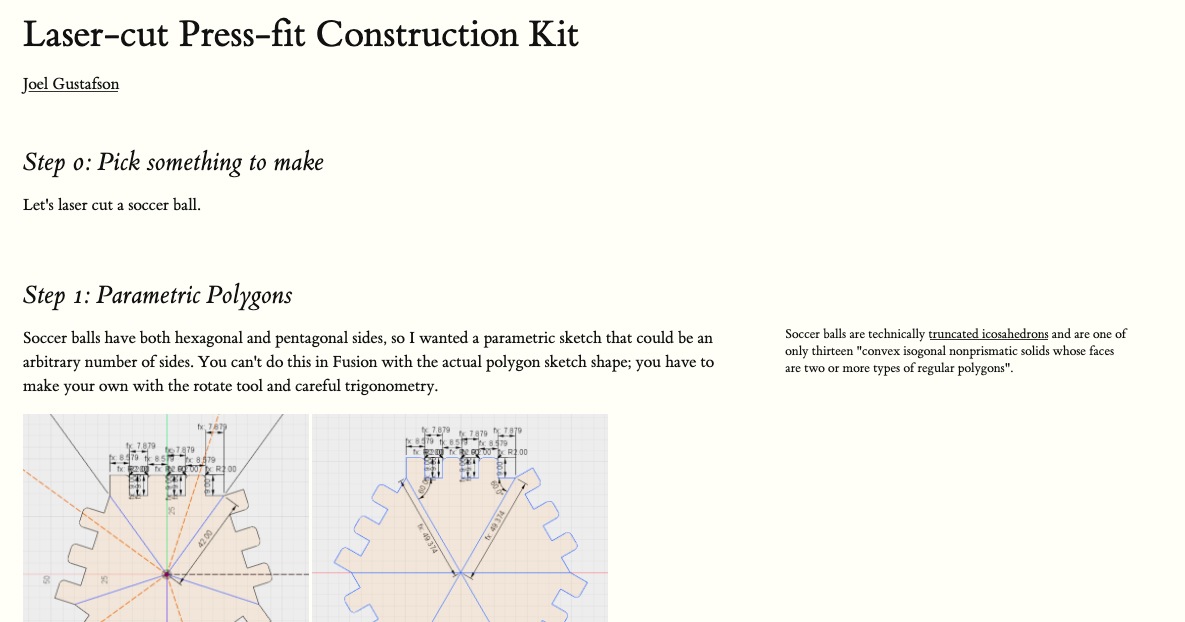 Laser-cut Press-fit Construction Kit
Joel Gustafson
Step 0: Pick something to make
Let's laser cut a soccer ball.
Step 1: Parametric Polygons
Soccer balls have both hexagonal and pentagonal sides, so I wanted a parametric sketch that could be an
arbitrary number of sides. You can't do this in Fusion with the actual polygon sketch shape; you have to
make your own with the rotate tool and careful trigonometry.
Soccer balls are technically truncated icosahedrons and are one of
only thirteen "convex isogonal nonprismatic solids whose faces
are two or more types of regular polygons".
fx: 7.879
fx: 7.879
fx: 7.879
fx: 8.579
fx: 8.579
fx: R2.00
25
42.00
50
25
fx: 7.879
fx: 7.879
fx: 7.879
fx: 8.579
fx: 8.579
fx: R2.00
fx: 49.374
fx: 49.374